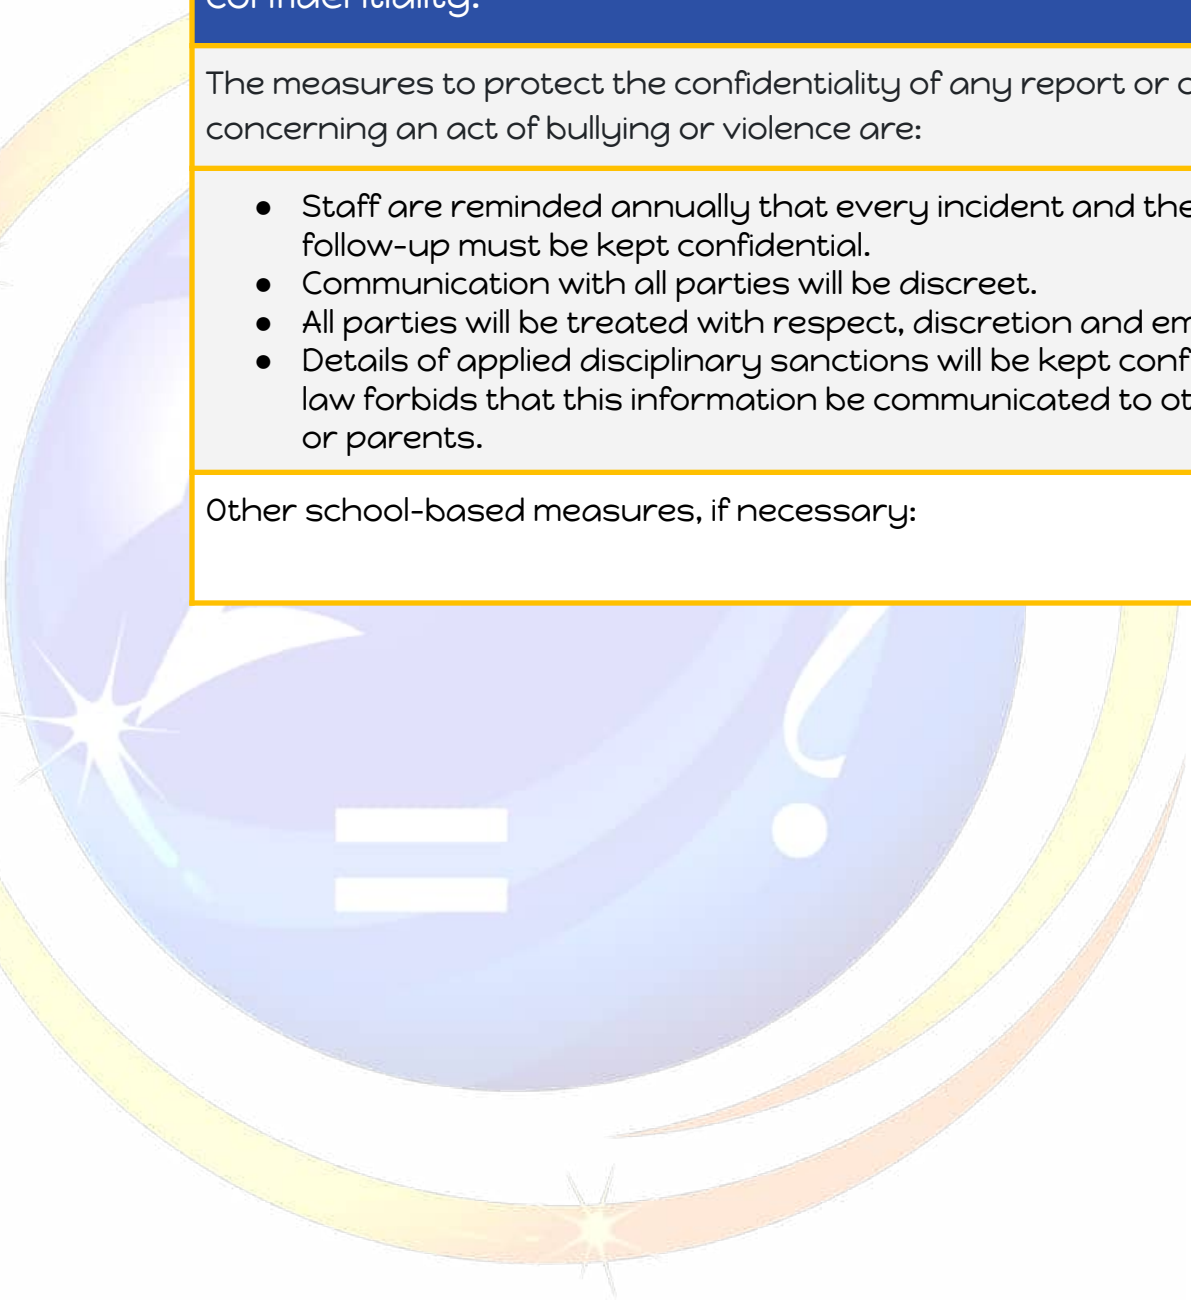 confidentiality:
The measures to protect the confidentiality of any report or
concerning an act of bullying or violence are:
● Staff are reminded annually that every incident and the
follow-up must be kept confidential.
● Communication with all parties will be discreet.
● All parties will be treated with respect, discretion and
● Details of applied disciplinary sanctions will be kept
law forbids that this information be communicated to
or parents.
Other school-based measures, if necessary:
= ?